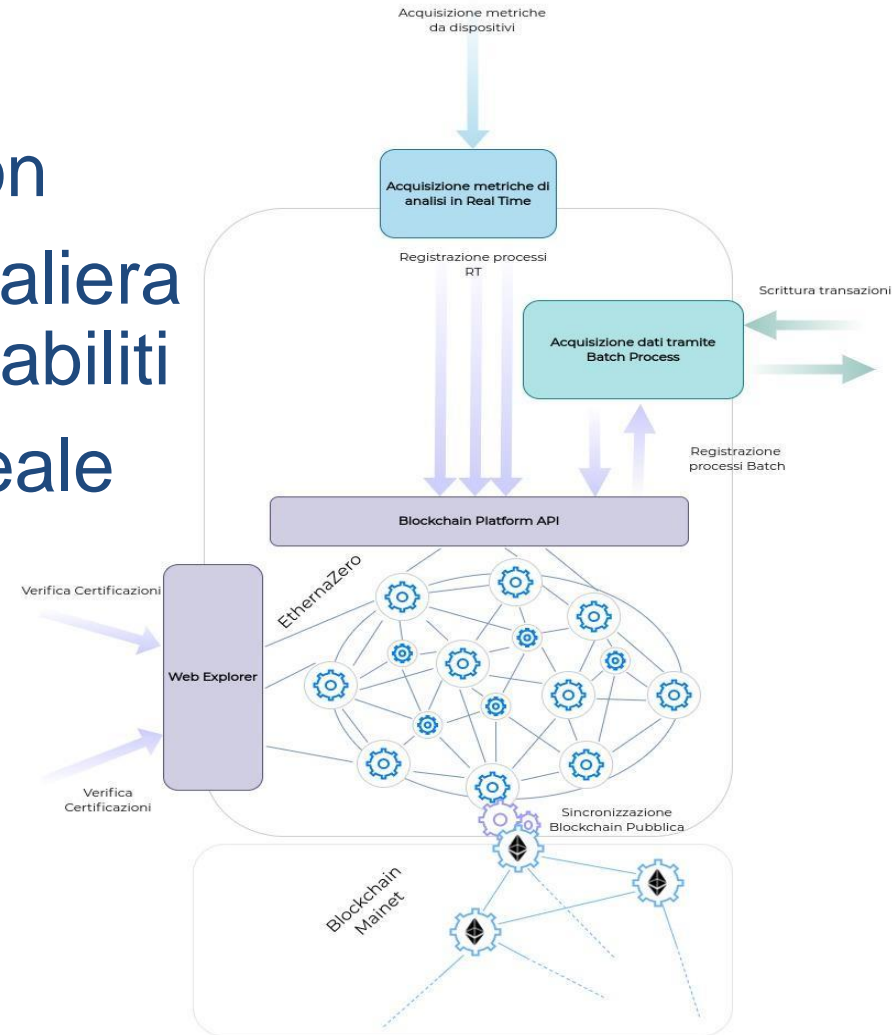 Acquisizione metriche
da dispositivi
on
Acquisizione metriche di
analisi in Real Time
aliera
Registrazione processi
RT
Scrittura transazioni
abiliti
Acquisizione dati tramite
Batch Process
eale
Registrazione
processi Batch
Blockchain Platform API
EthernaZero
Verifica Certificazioni
Web Explorer
Verifica
Certificazioni
Sincronizzazione
Blockchain Pubblica
Blockchain
Mainet